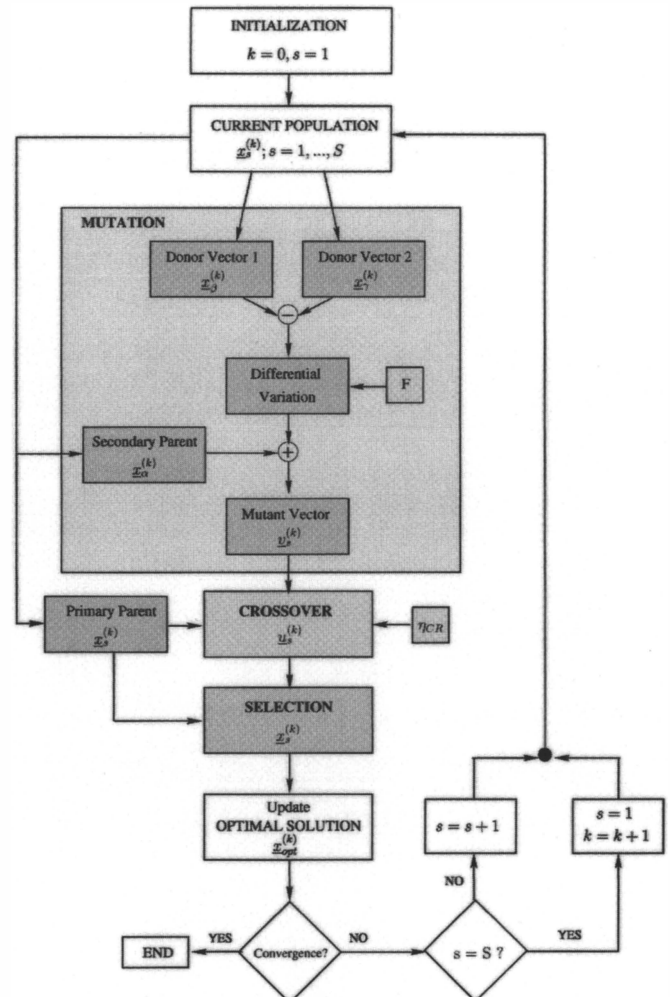 INITIALIZATION
k = 0, s = 1
CURRENT POPULATION
x_s^(k); s = 1, ..., S
MUTATION
Donor Vector 1
x_β^(k)
Donor Vector 2
x_γ^(k)
−
Differential
Variation
F
Secondary Parent
x_α^(k)
+
Mutant Vector
v_s^(k)
Primary Parent
x_s^(k)
CROSSOVER
u_s^(k)
η_CR
SELECTION
x_s^(k)
Update
OPTIMAL SOLUTION
x_opt^(k)
s = s + 1
s = 1
k = k + 1
NO
YES
END
Convergence?
NO
s = S ?
YES